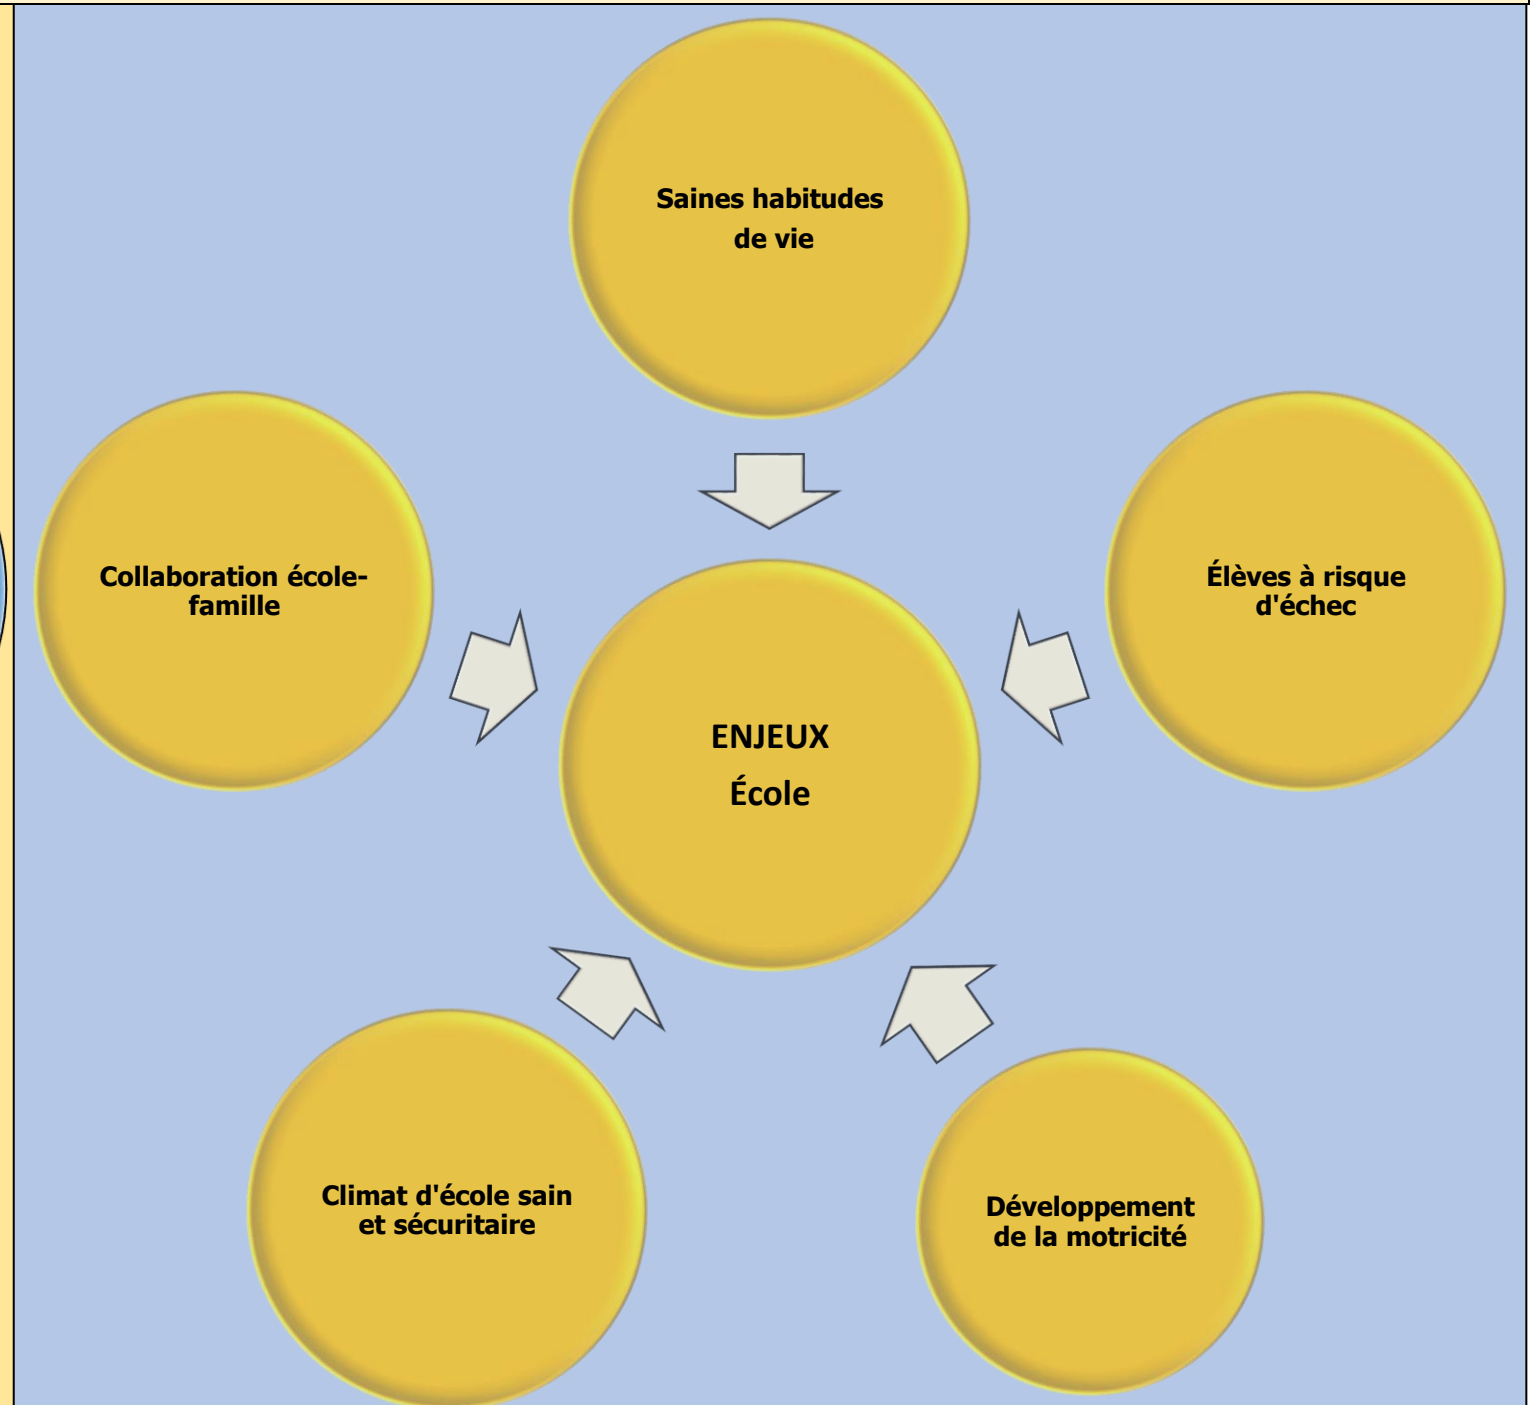 Saines habitudes
de vie
Collaboration école-
famille
Élèves à risque
d'échec
ENJEUX
École
Climat d'école sain
et sécuritaire
Développement
de la motricité